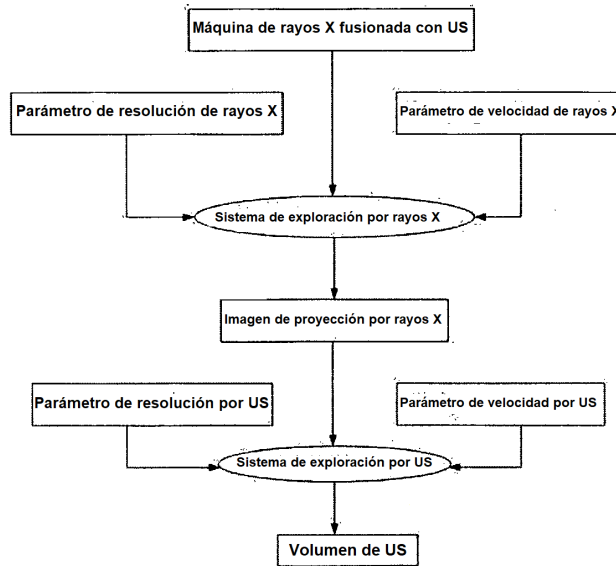 Máquina de rayos X fusionada con US
Parámetro de resolución de rayos X
Parámetro de velocidad de rayos X
Sistema de exploración por rayos X
Imagen de proyección por rayos X
Parámetro de resolución por US
Parámetro de velocidad por US
Sistema de exploración por US
Volumen de US